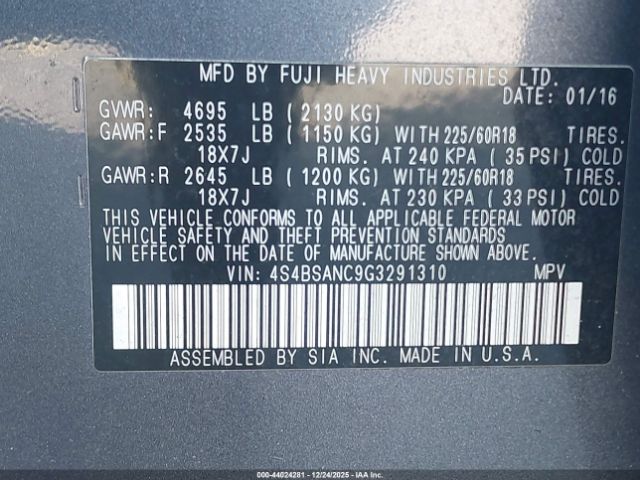 MFD BY FUJI HEAVY INDUSTRIES LTD.
DATE: 01/16
GVWR: 4695 LB ( 2130 KG)
GAWR:F 2535 LB ( 1150 KG) WITH 225/60R18 TIRES.
18X7J RIMS. AT 240 KPA ( 35 PSI) COLD
GAWR:R 2645 LB ( 1200 KG) WITH 225/60R18 TIRES.
18X7J RIMS. AT 230 KPA ( 33 PSI) COLD
THIS VEHICLE CONFORMS TO ALL APPLICABLE FEDERAL MOTOR
VEHICLE SAFETY AND THEFT PREVENTION STANDARDS
IN EFFECT ON THE DATE OF MANUFACTURE SHOWN ABOVE.
VIN: 4S4BSANC9G3291310 MPV
ASSEMBLED BY SIA INC. MADE IN U.S.A.
© 44024281 - 12/24/2025 - IAAI.COM